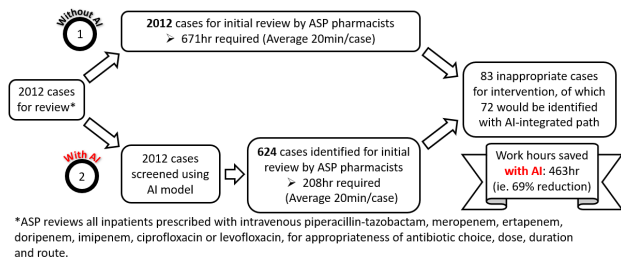 Without AI
1
2012 cases for initial review by ASP pharmacists
➢ 671hr required (Average 20min/case)
2012 cases
for review*
With AI
2
2012 cases
screened using
AI model
624 cases identified for initial
review by ASP pharmacists
➢ 208hr required
(Average 20min/case)
83 inappropriate cases
for intervention, of which
72 would be identified
with AI-integrated path
Work hours saved
with AI: 463hr
(ie. 69% reduction)
*ASP reviews all inpatients prescribed with intravenous piperacillin-tazobactam, meropenem, ertapenem,
doripenem, imipenem, ciprofloxacin or levofloxacin, for appropriateness of antibiotic choice, dose, duration
and route.